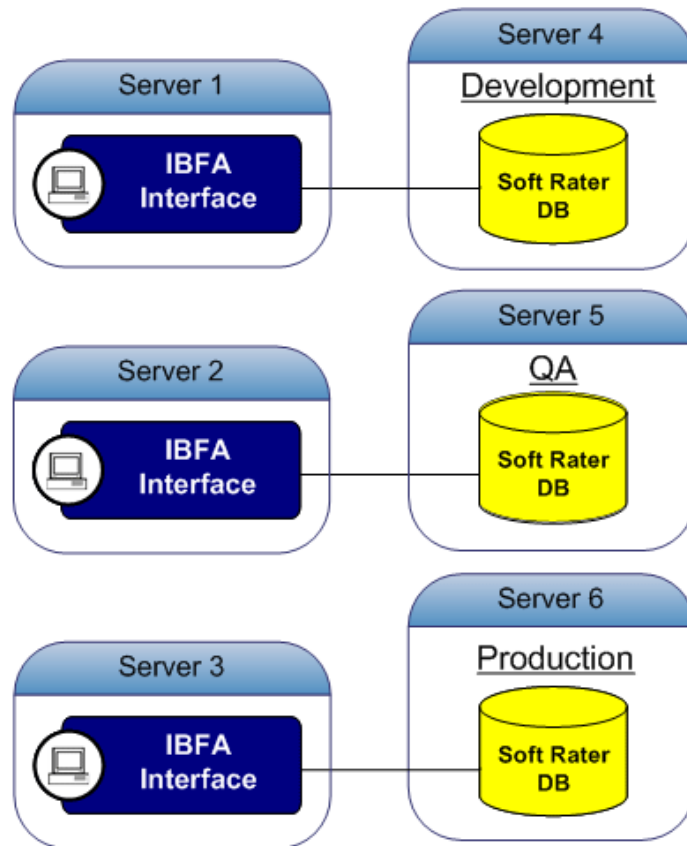 Server 1
IBFA
Interface
Server 4
Development
Soft Rater
DB
Server 2
IBFA
Interface
Server 5
QA
Soft Rater
DB
Server 3
IBFA
Interface
Server 6
Production
Soft Rater
DB